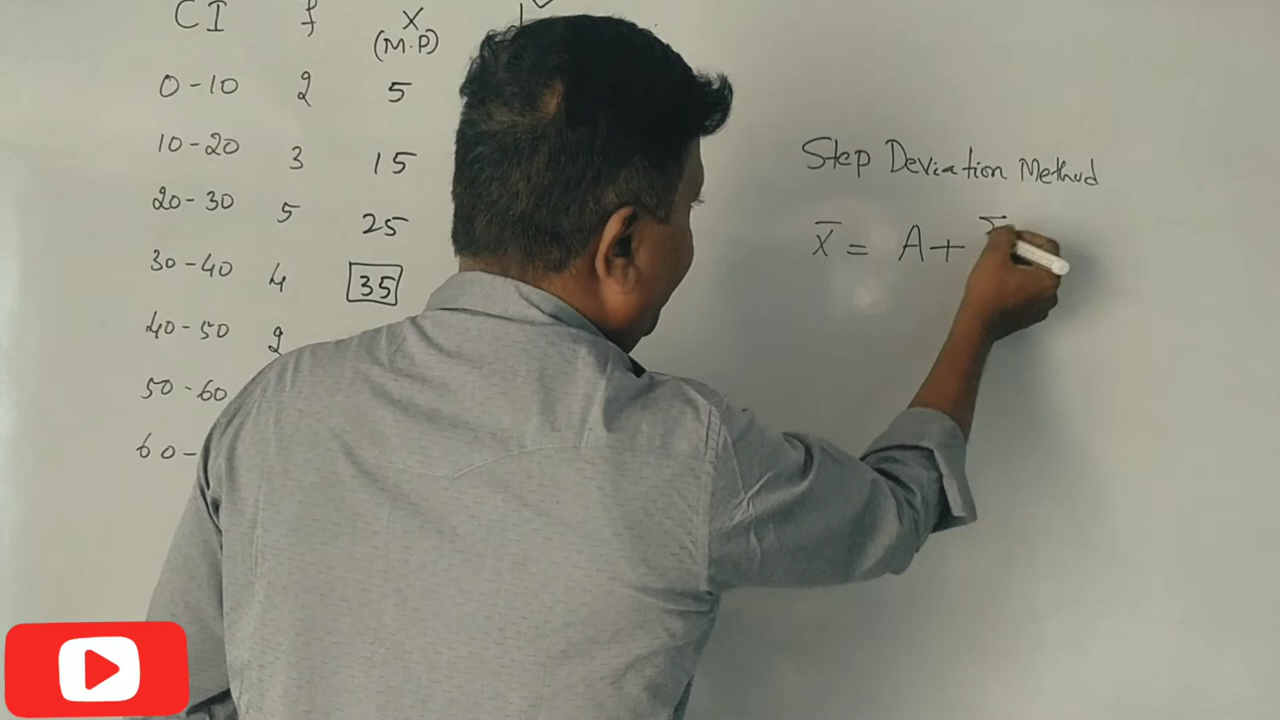 CI f X
(M.P)
0-10 2 5
10-20 3 15
20-30 5 25
30-40 4 35
40-50 2
50-60
60-
Step Deviation Method
X̄ = A + Σ